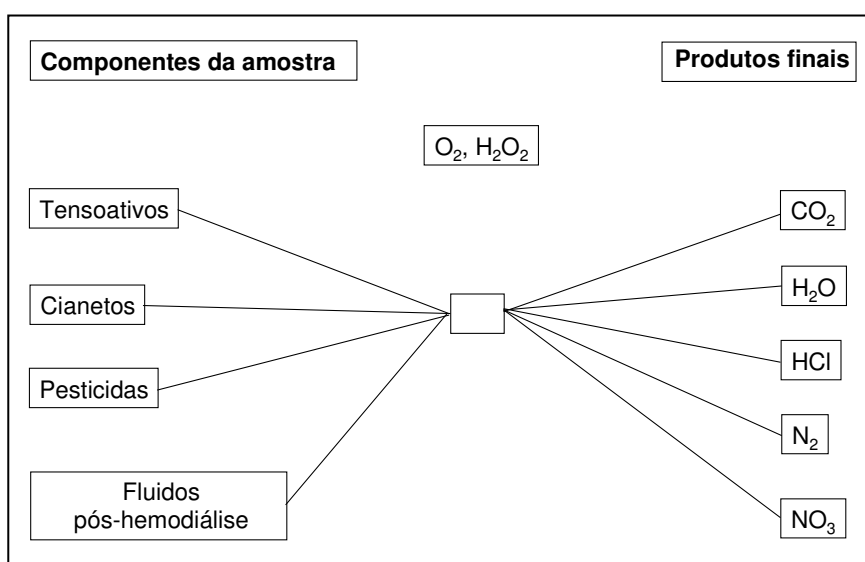 Componentes da amostra
Produtos finais
O₂, H₂O₂
Tensoativos
Cianetos
Pesticidas
Fluidos
pós-hemodiálise
CO₂
H₂O
HCl
N₂
NO₃